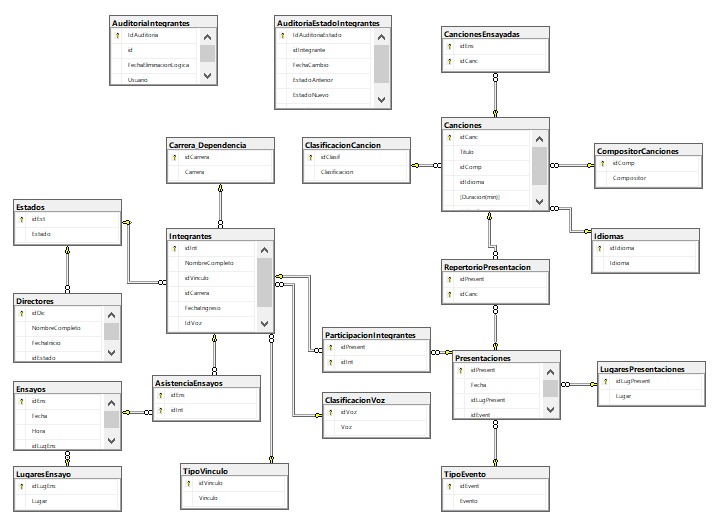 AuditoriaIntegrantes
IdAuditoria
id
FechaEliminacionLogica
Usuario
AuditoriaEstadoIntegrantes
IdAuditoriaEstado
idIntegrante
FechaCambio
EstadoAnterior
EstadoNuevo
CancionesEnsayadas
idEns
idCanc
Canciones
idCanc
Titulo
idComp
idIdioma
[Duracion(min)]
ClasificacionCancion
idClasif
Clasificacion
CompositorCanciones
idComp
Compositor
Carrera_Dependencia
idCarrera
Carrera
Estados
idEst
Estado
Integrantes
idInt
NombreCompleto
idVinculo
idCarrera
FechaIngreso
IdVoz
Idiomas
idIdioma
Idioma
RepertorioPresentacion
idPresent
idCanc
Directores
idDic
NombreCompleto
FechaInicio
idEstado
ParticipacionIntegrantes
idPresent
idInt
Presentaciones
idPresent
Fecha
idLugPresent
idEvent
LugaresPresentaciones
idLugPresent
Lugar
Ensayos
idEns
Fecha
Hora
idLugEns
AsistenciaEnsayos
idEns
idInt
ClasificacionVoz
idVoz
Voz
LugaresEnsayo
idLugEns
Lugar
TipoVinculo
idVinculo
Vinculo
TipoEvento
idEvent
Evento